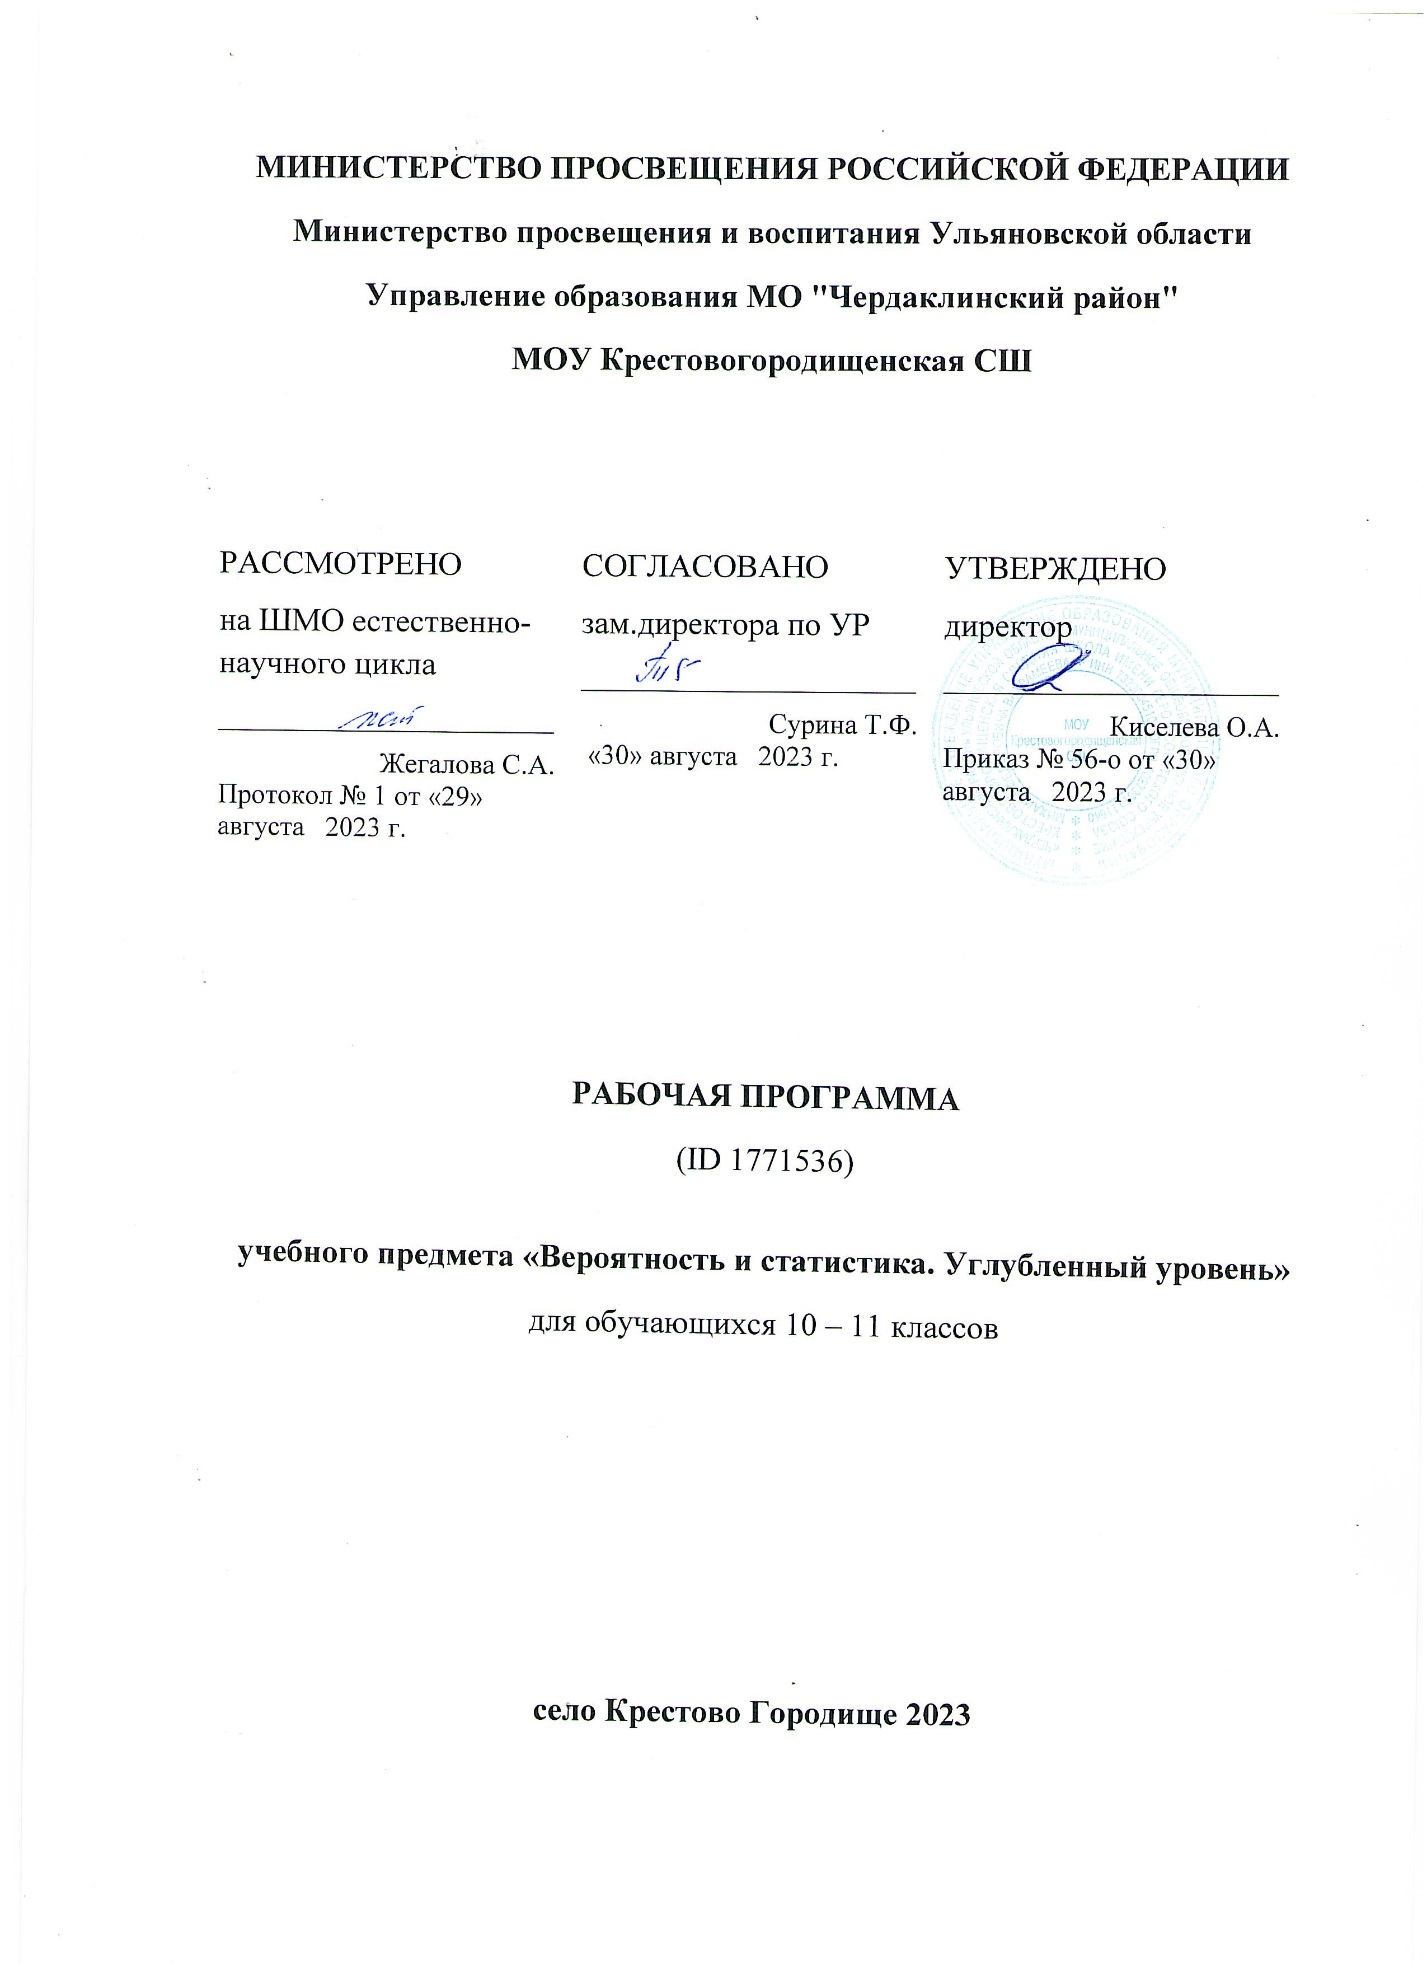 МИНИСТЕРСТВО ПРОСВЕЩЕНИЯ РОССИЙСКОЙ ФЕДЕРАЦИИ
Министерство просвещения и воспитания Ульяновской области
Управление образования МО "Чердаклинский район"
МОУ Крестовогородищенская СШ
РАССМОТРЕНО
на ШМО естественно-
научного цикла
Жегалова С.А.
Протокол № 1 от «29»
августа 2023 г.
СОГЛАСОВАНО
зам.директора по УР
Сурина Т.Ф.
«30» августа 2023 г.
УТВЕРЖДЕНО
директор
Киселева О.А.
Приказ № 56-о от «30»
августа 2023 г.
МОУ
Крестовогородищенская
РАБОЧАЯ ПРОГРАММА
(ID 1771536)
учебного предмета «Вероятность и статистика. Углубленный уровень»
для обучающихся 10 – 11 классов
село Крестово Городище 2023